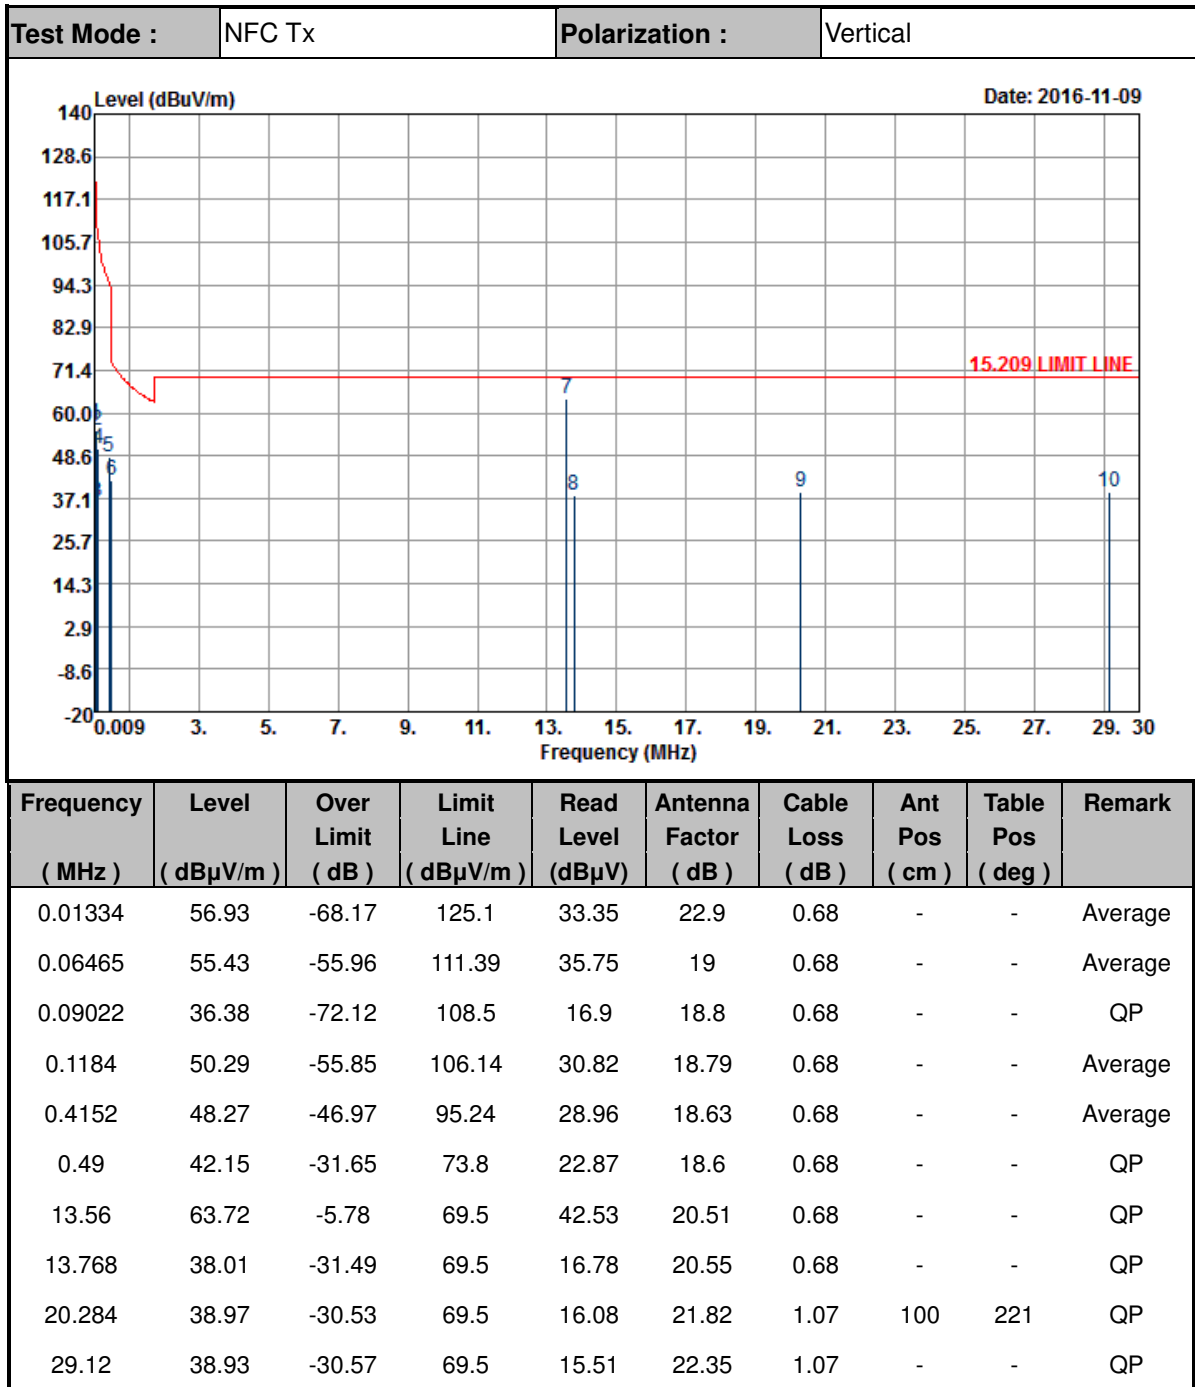 Test Mode : NFC Tx Polarization : Vertical
Level (dBuV/m) Date: 2016-11-09
140
128.6
117.1
105.7
94.3
82.9
71.4
15.209 LIMIT LINE
7
60.0
2
4
5
48.6
6
8
9
10
3
37.1
25.7
14.3
2.9
-8.6
-20
0.009 3. 5. 7. 9. 11. 13. 15. 17. 19. 21. 23. 25. 27. 29. 30
Frequency (MHz)
Frequency Level Over Limit Read Antenna Cable Ant Table Remark
Limit Line Level Factor Loss Pos Pos
( MHz ) ( dBµV/m ) ( dB ) ( dBµV/m ) (dBµV) ( dB ) ( dB ) ( cm ) ( deg )
0.01334 56.93 -68.17 125.1 33.35 22.9 0.68 - - Average
0.06465 55.43 -55.96 111.39 35.75 19 0.68 - - Average
0.09022 36.38 -72.12 108.5 16.9 18.8 0.68 - - QP
0.1184 50.29 -55.85 106.14 30.82 18.79 0.68 - - Average
0.4152 48.27 -46.97 95.24 28.96 18.63 0.68 - - Average
0.49 42.15 -31.65 73.8 22.87 18.6 0.68 - - QP
13.56 63.72 -5.78 69.5 42.53 20.51 0.68 - - QP
13.768 38.01 -31.49 69.5 16.78 20.55 0.68 - - QP
20.284 38.97 -30.53 69.5 16.08 21.82 1.07 100 221 QP
29.12 38.93 -30.57 69.5 15.51 22.35 1.07 - - QP